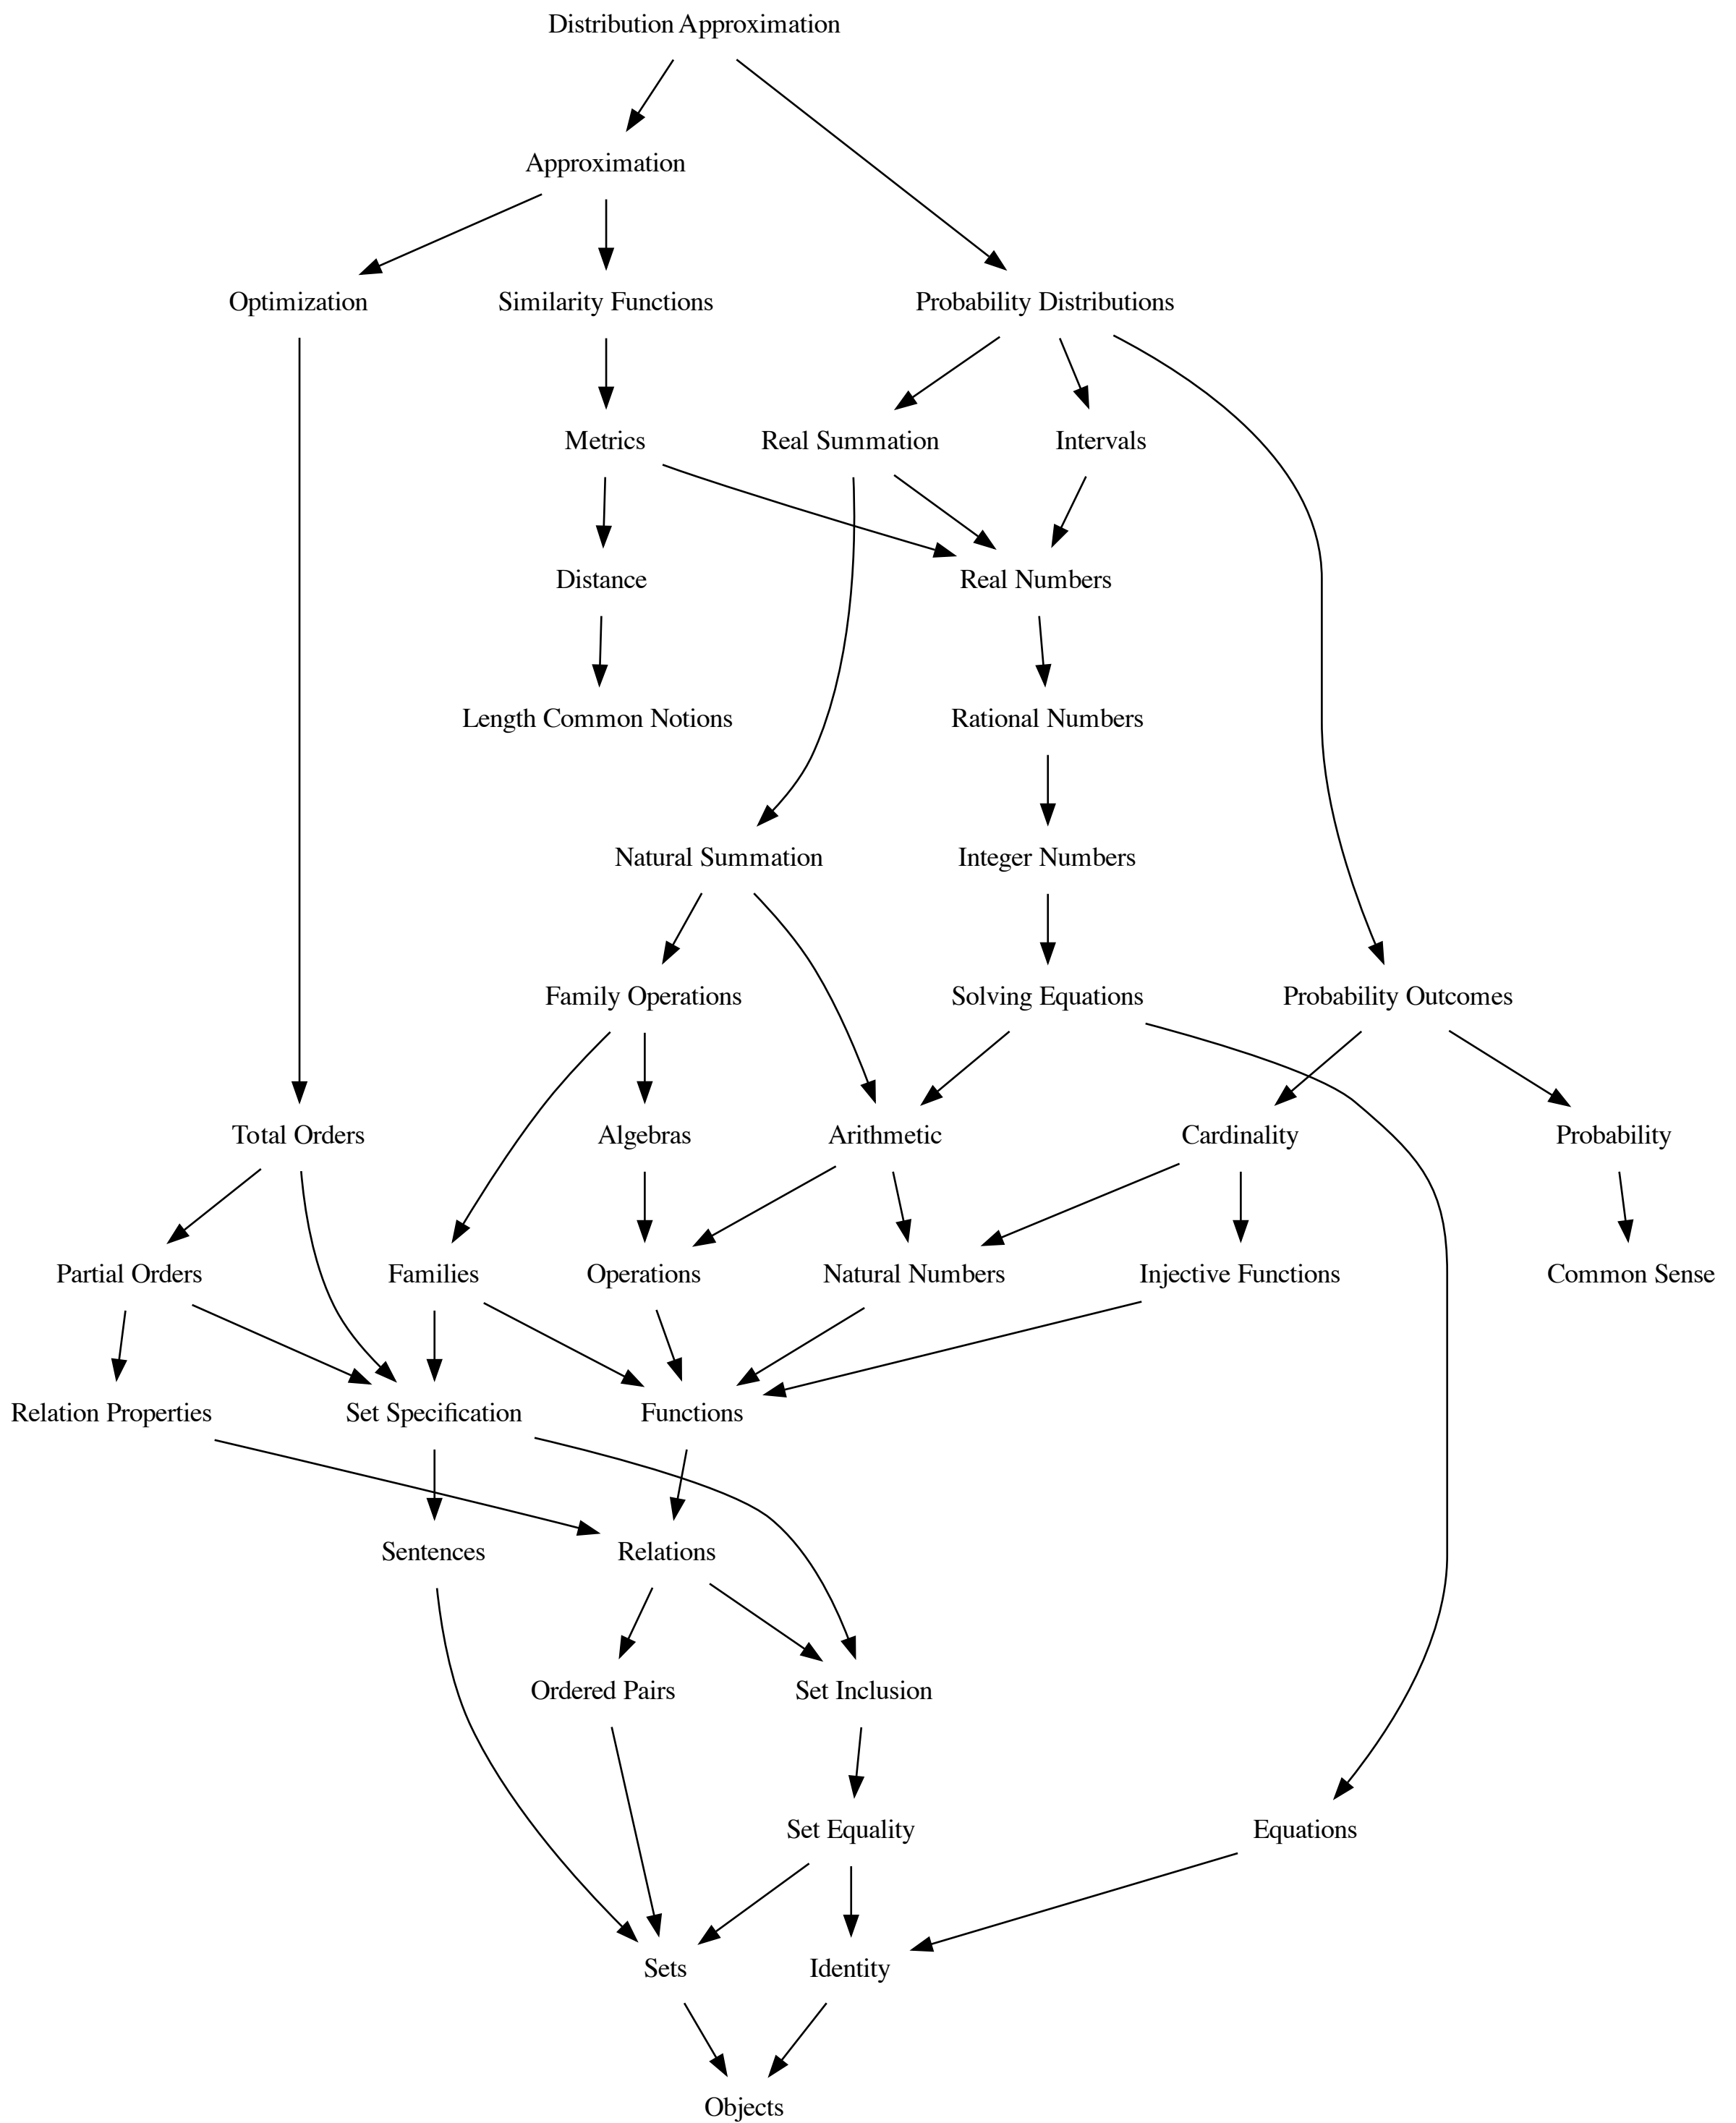 Distribution Approximation
Approximation
Optimization
Similarity Functions
Probability Distributions
Metrics
Real Summation
Intervals
Distance
Real Numbers
Length Common Notions
Rational Numbers
Natural Summation
Integer Numbers
Family Operations
Solving Equations
Probability Outcomes
Total Orders
Algebras
Arithmetic
Cardinality
Probability
Partial Orders
Families
Operations
Natural Numbers
Injective Functions
Common Sense
Relation Properties
Set Specification
Functions
Sentences
Relations
Ordered Pairs
Set Inclusion
Set Equality
Equations
Sets
Identity
Objects